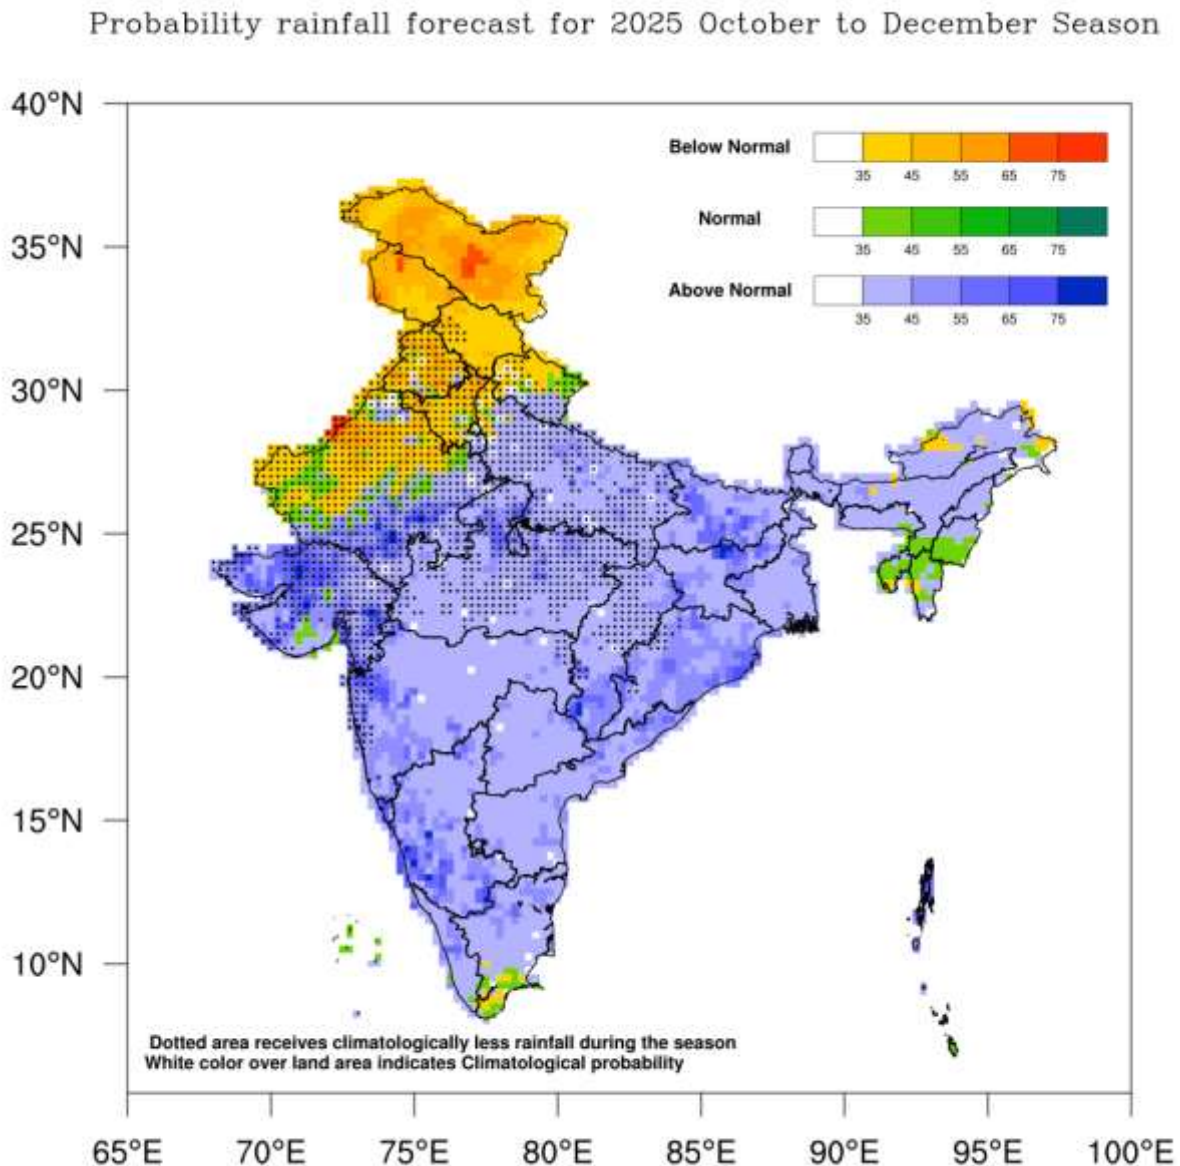 Probability rainfall forecast for 2025 October to December Season
40°N
35°N
30°N
25°N
20°N
15°N
10°N
Below Normal
35 45 55 65 75
Normal
35 45 55 65 75
Above Normal
35 45 55 65 75
Dotted area receives climatologically less rainfall during the season
White color over land area indicates Climatological probability
65°E 70°E 75°E 80°E 85°E 90°E 95°E 100°E